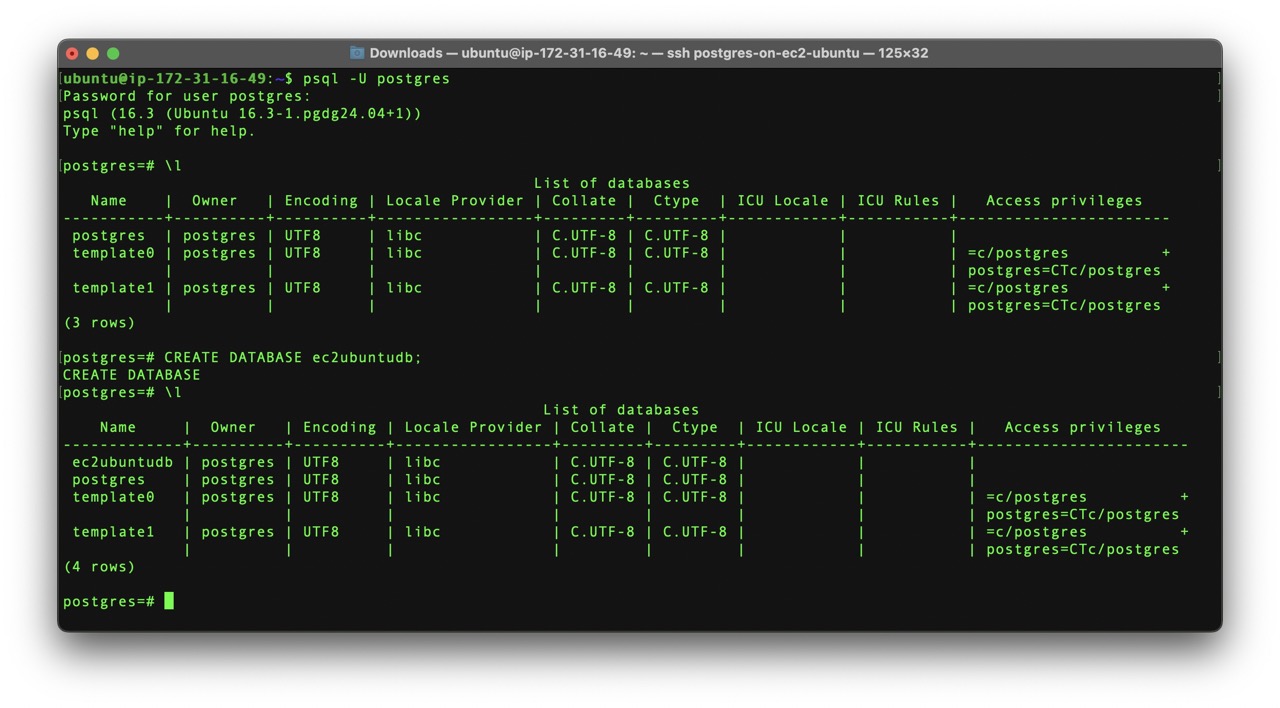 Downloads — ubuntu@ip-172-31-16-49: ~ — ssh postgres-on-ec2-ubuntu — 125×32
ubuntu@ip-172-31-16-49:~$ psql -U postgres
Password for user postgres:
psql (16.3 (Ubuntu 16.3-1.pgdg24.04+1))
Type "help" for help.
postgres=# \l
                                                   List of databases
   Name    |  Owner   | Encoding | Locale Provider | Collate |  Ctype  | ICU Locale | ICU Rules |   Access privileges
-----------+----------+----------+-----------------+---------+---------+------------+-----------+-----------------------
 postgres  | postgres | UTF8     | libc            | C.UTF-8 | C.UTF-8 |            |           |
 template0 | postgres | UTF8     | libc            | C.UTF-8 | C.UTF-8 |            |           | =c/postgres          +
           |          |          |                 |         |         |            |           | postgres=CTc/postgres
 template1 | postgres | UTF8     | libc            | C.UTF-8 | C.UTF-8 |            |           | =c/postgres          +
           |          |          |                 |         |         |            |           | postgres=CTc/postgres
(3 rows)
postgres=# CREATE DATABASE ec2ubuntudb;
CREATE DATABASE
postgres=# \l
                                                    List of databases
    Name     |  Owner   | Encoding | Locale Provider | Collate |  Ctype  | ICU Locale | ICU Rules |   Access privileges
-------------+----------+----------+-----------------+---------+---------+------------+-----------+-----------------------
 ec2ubuntudb | postgres | UTF8     | libc            | C.UTF-8 | C.UTF-8 |            |           |
 postgres    | postgres | UTF8     | libc            | C.UTF-8 | C.UTF-8 |            |           |
 template0   | postgres | UTF8     | libc            | C.UTF-8 | C.UTF-8 |            |           | =c/postgres          +
             |          |          |                 |         |         |            |           | postgres=CTc/postgres
 template1   | postgres | UTF8     | libc            | C.UTF-8 | C.UTF-8 |            |           | =c/postgres          +
             |          |          |                 |         |         |            |           | postgres=CTc/postgres
(4 rows)
postgres=#